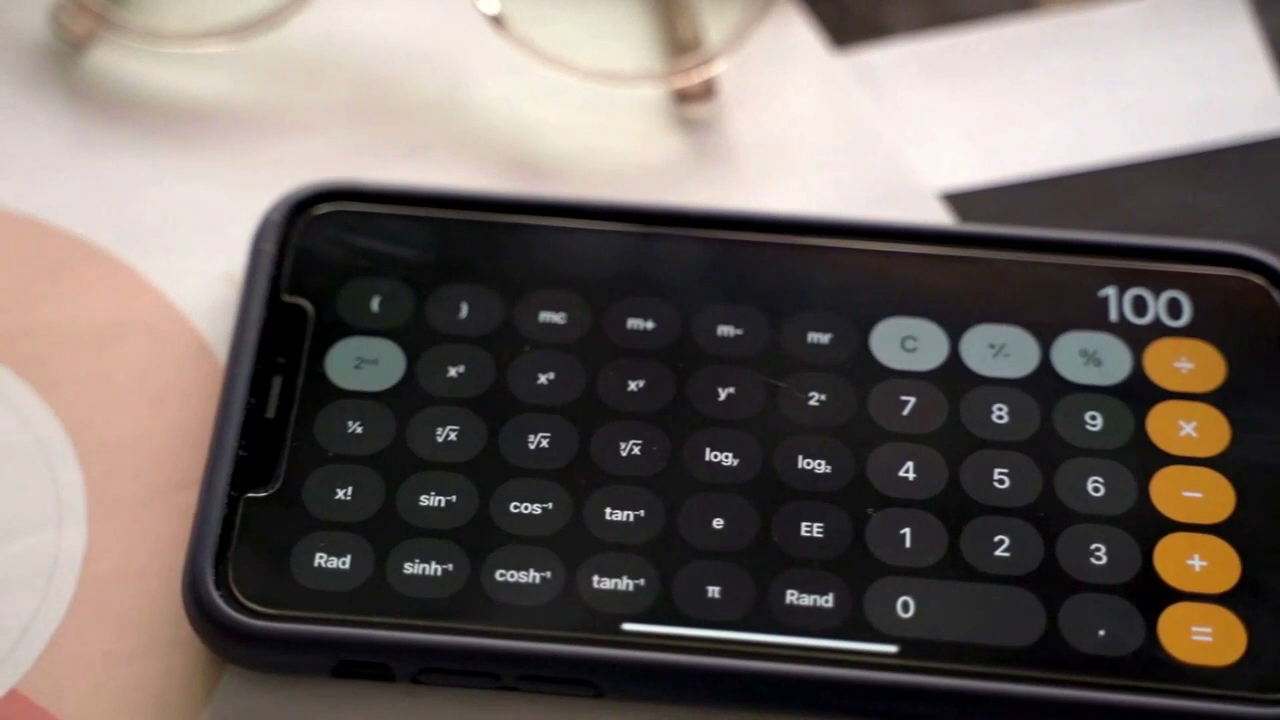 100
( ) mc m+ m- mr C +/- % ÷
2ⁿᵈ x² x³ xʸ yˣ 2ˣ 7 8 9 ×
¹/x ²√x ³√x ʸ√x logᵧ log₂ 4 5 6 −
x! sin⁻¹ cos⁻¹ tan⁻¹ e EE 1 2 3 +
Rad sinh⁻¹ cosh⁻¹ tanh⁻¹ π Rand 0 . =